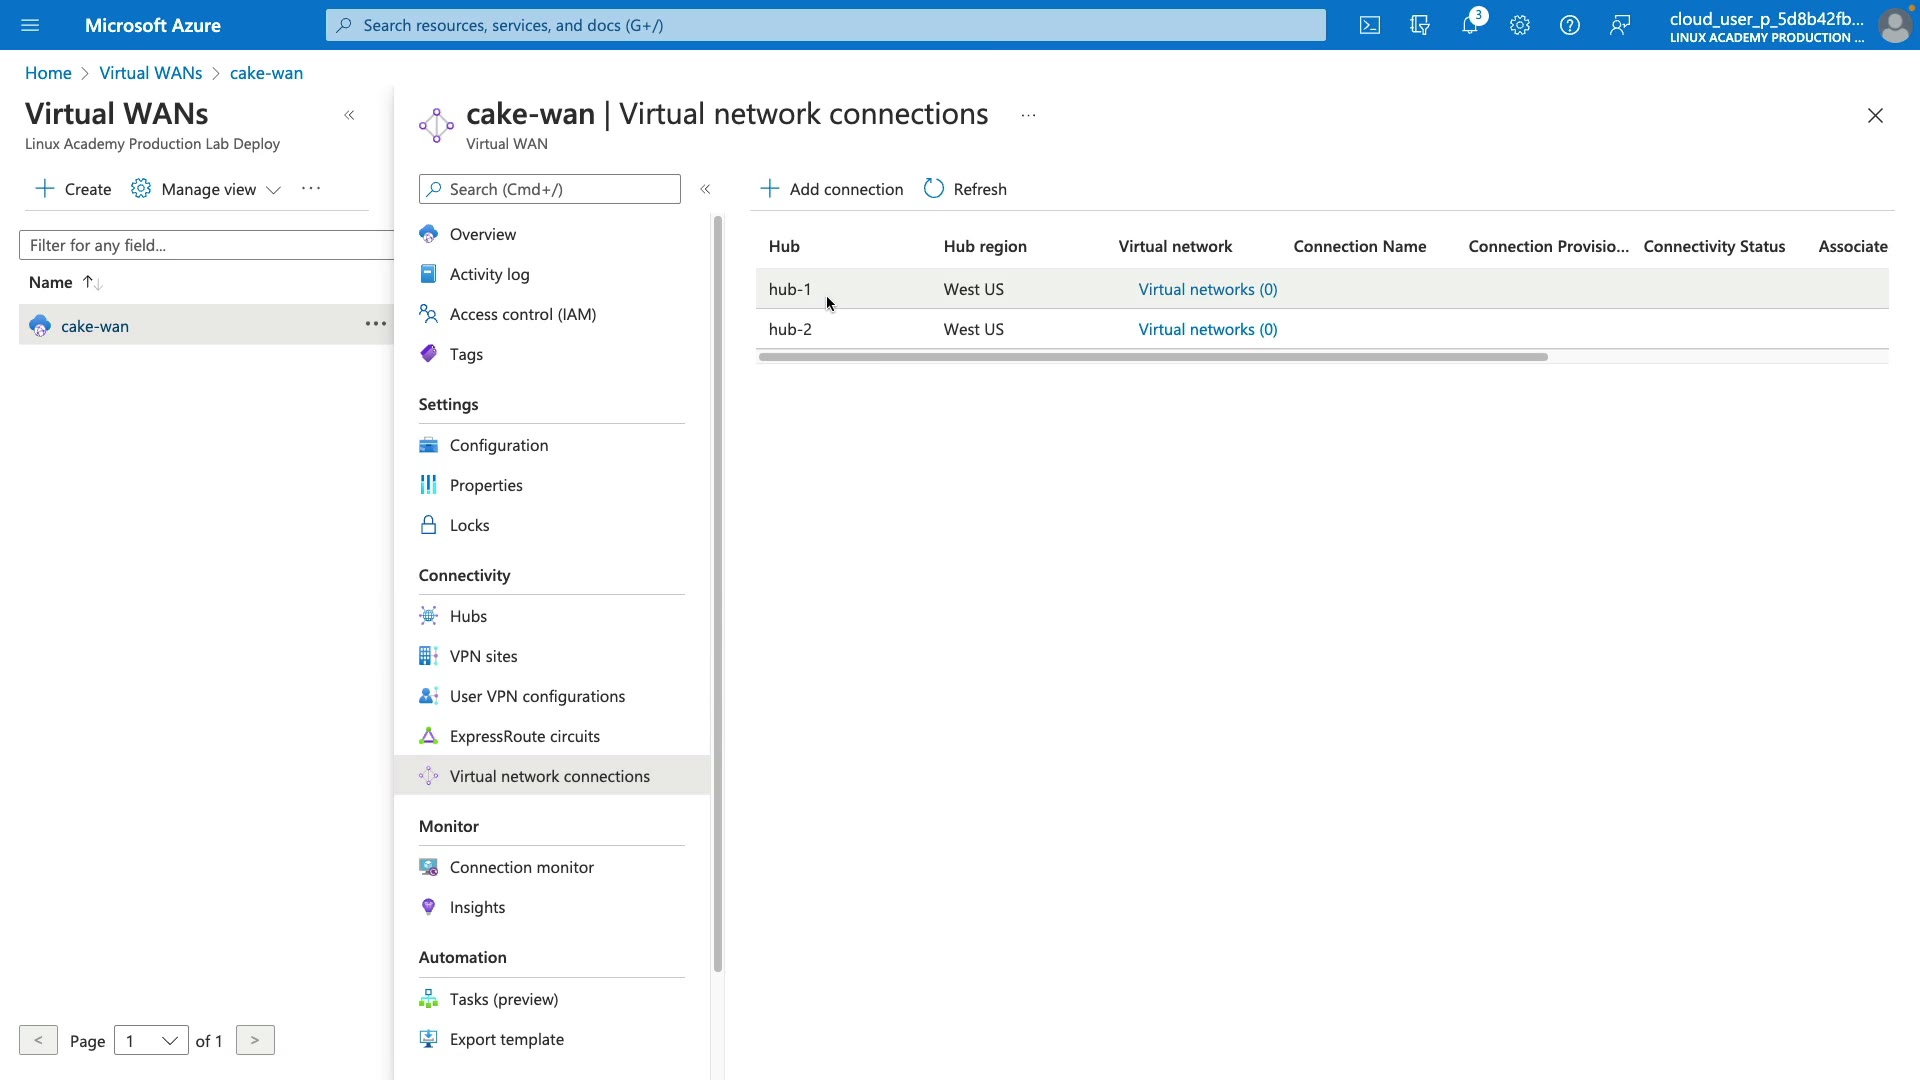 Microsoft Azure
Search resources, services, and docs (G+/)
3
cloud_user_p_5d8b42fb...
LINUX ACADEMY PRODUCTION ...
Home > Virtual WANs > cake-wan
Virtual WANs
Linux Academy Production Lab Deploy
Create
Manage view
Filter for any field...
Name
cake-wan
Page 1 of 1
cake-wan | Virtual network connections
Virtual WAN
Search (Cmd+/)
Overview
Activity log
Access control (IAM)
Tags
Settings
Configuration
Properties
Locks
Connectivity
Hubs
VPN sites
User VPN configurations
ExpressRoute circuits
Virtual network connections
Monitor
Connection monitor
Insights
Automation
Tasks (preview)
Export template
Add connection Refresh
Hub Hub region Virtual network Connection Name Connection Provisio... Connectivity Status Associate
hub-1 West US Virtual networks (0)
hub-2 West US Virtual networks (0)